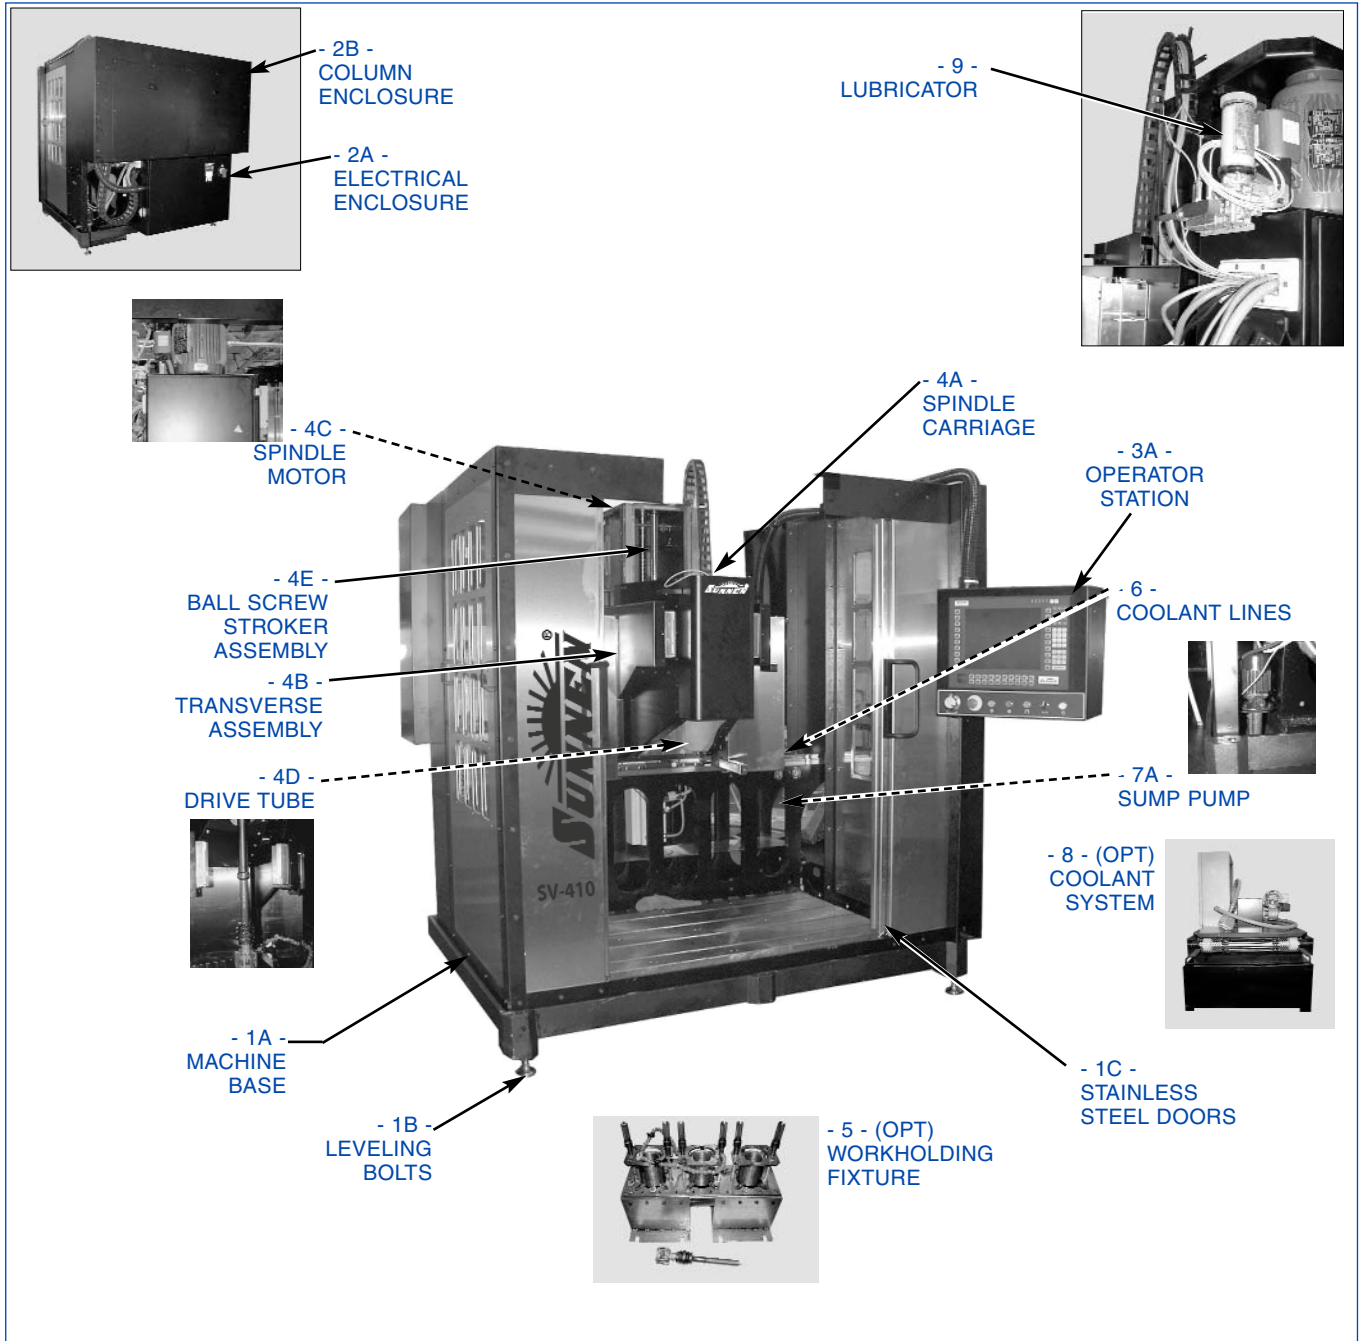 - 2B -
COLUMN
ENCLOSURE
- 2A -
ELECTRICAL
ENCLOSURE
- 9 -
LUBRICATOR
- 4C -
SPINDLE
MOTOR
- 4A -
SPINDLE
CARRIAGE
- 3A -
OPERATOR
STATION
- 4E -
BALL SCREW
STROKER
ASSEMBLY
- 6 -
COOLANT LINES
- 4B -
TRANSVERSE
ASSEMBLY
- 4D -
DRIVE TUBE
- 7A -
SUMP PUMP
- 8 - (OPT)
COOLANT
SYSTEM
SUNNEN
SUNNEN
®
SV-410
- 1A -
MACHINE
BASE
- 1B -
LEVELING
BOLTS
- 5 - (OPT)
WORKHOLDING
FIXTURE
- 1C -
STAINLESS
STEEL DOORS